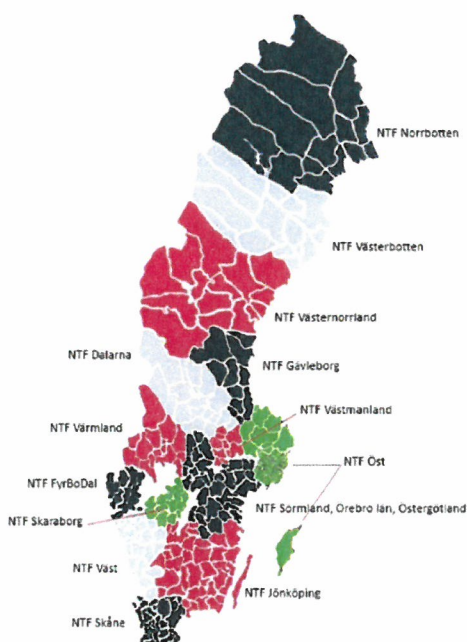 NTF Norrbotten
NTF Västerbotten
NTF Västernorrland
NTF Dalarna
NTF Gävleborg
NTF Västmanland
NTF Värmland
NTF Öst
NTF FyrBoDal
NTF Sörmland, Örebro län, Östergötland
NTF Skaraborg
NTF Väst
NTF Jönköping
NTF Skåne